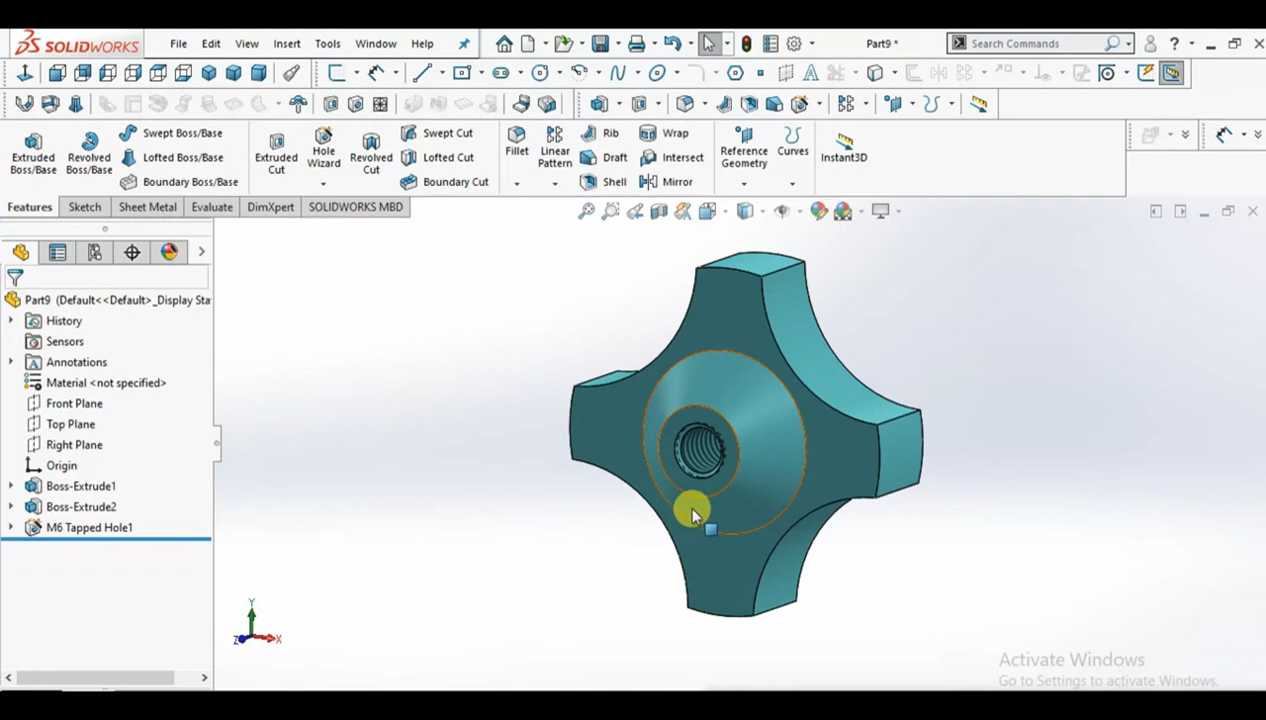 SOLIDWORKS
File Edit View Insert Tools Window Help
Part9 *
Search Commands
Extruded Boss/Base
Revolved Boss/Base
Swept Boss/Base
Lofted Boss/Base
Boundary Boss/Base
Extruded Cut
Hole Wizard
Revolved Cut
Swept Cut
Lofted Cut
Boundary Cut
Fillet
Linear Pattern
Rib
Draft
Shell
Wrap
Intersect
Mirror
Reference Geometry
Curves
Instant3D
Features Sketch Sheet Metal Evaluate DimXpert SOLIDWORKS MBD
Part9 (Default<<Default>_Display Sta
History
Sensors
Annotations
Material <not specified>
Front Plane
Top Plane
Right Plane
Origin
Boss-Extrude1
Boss-Extrude2
M6 Tapped Hole1
Y
Z X
Activate Windows
Go to Settings to activate Windows.